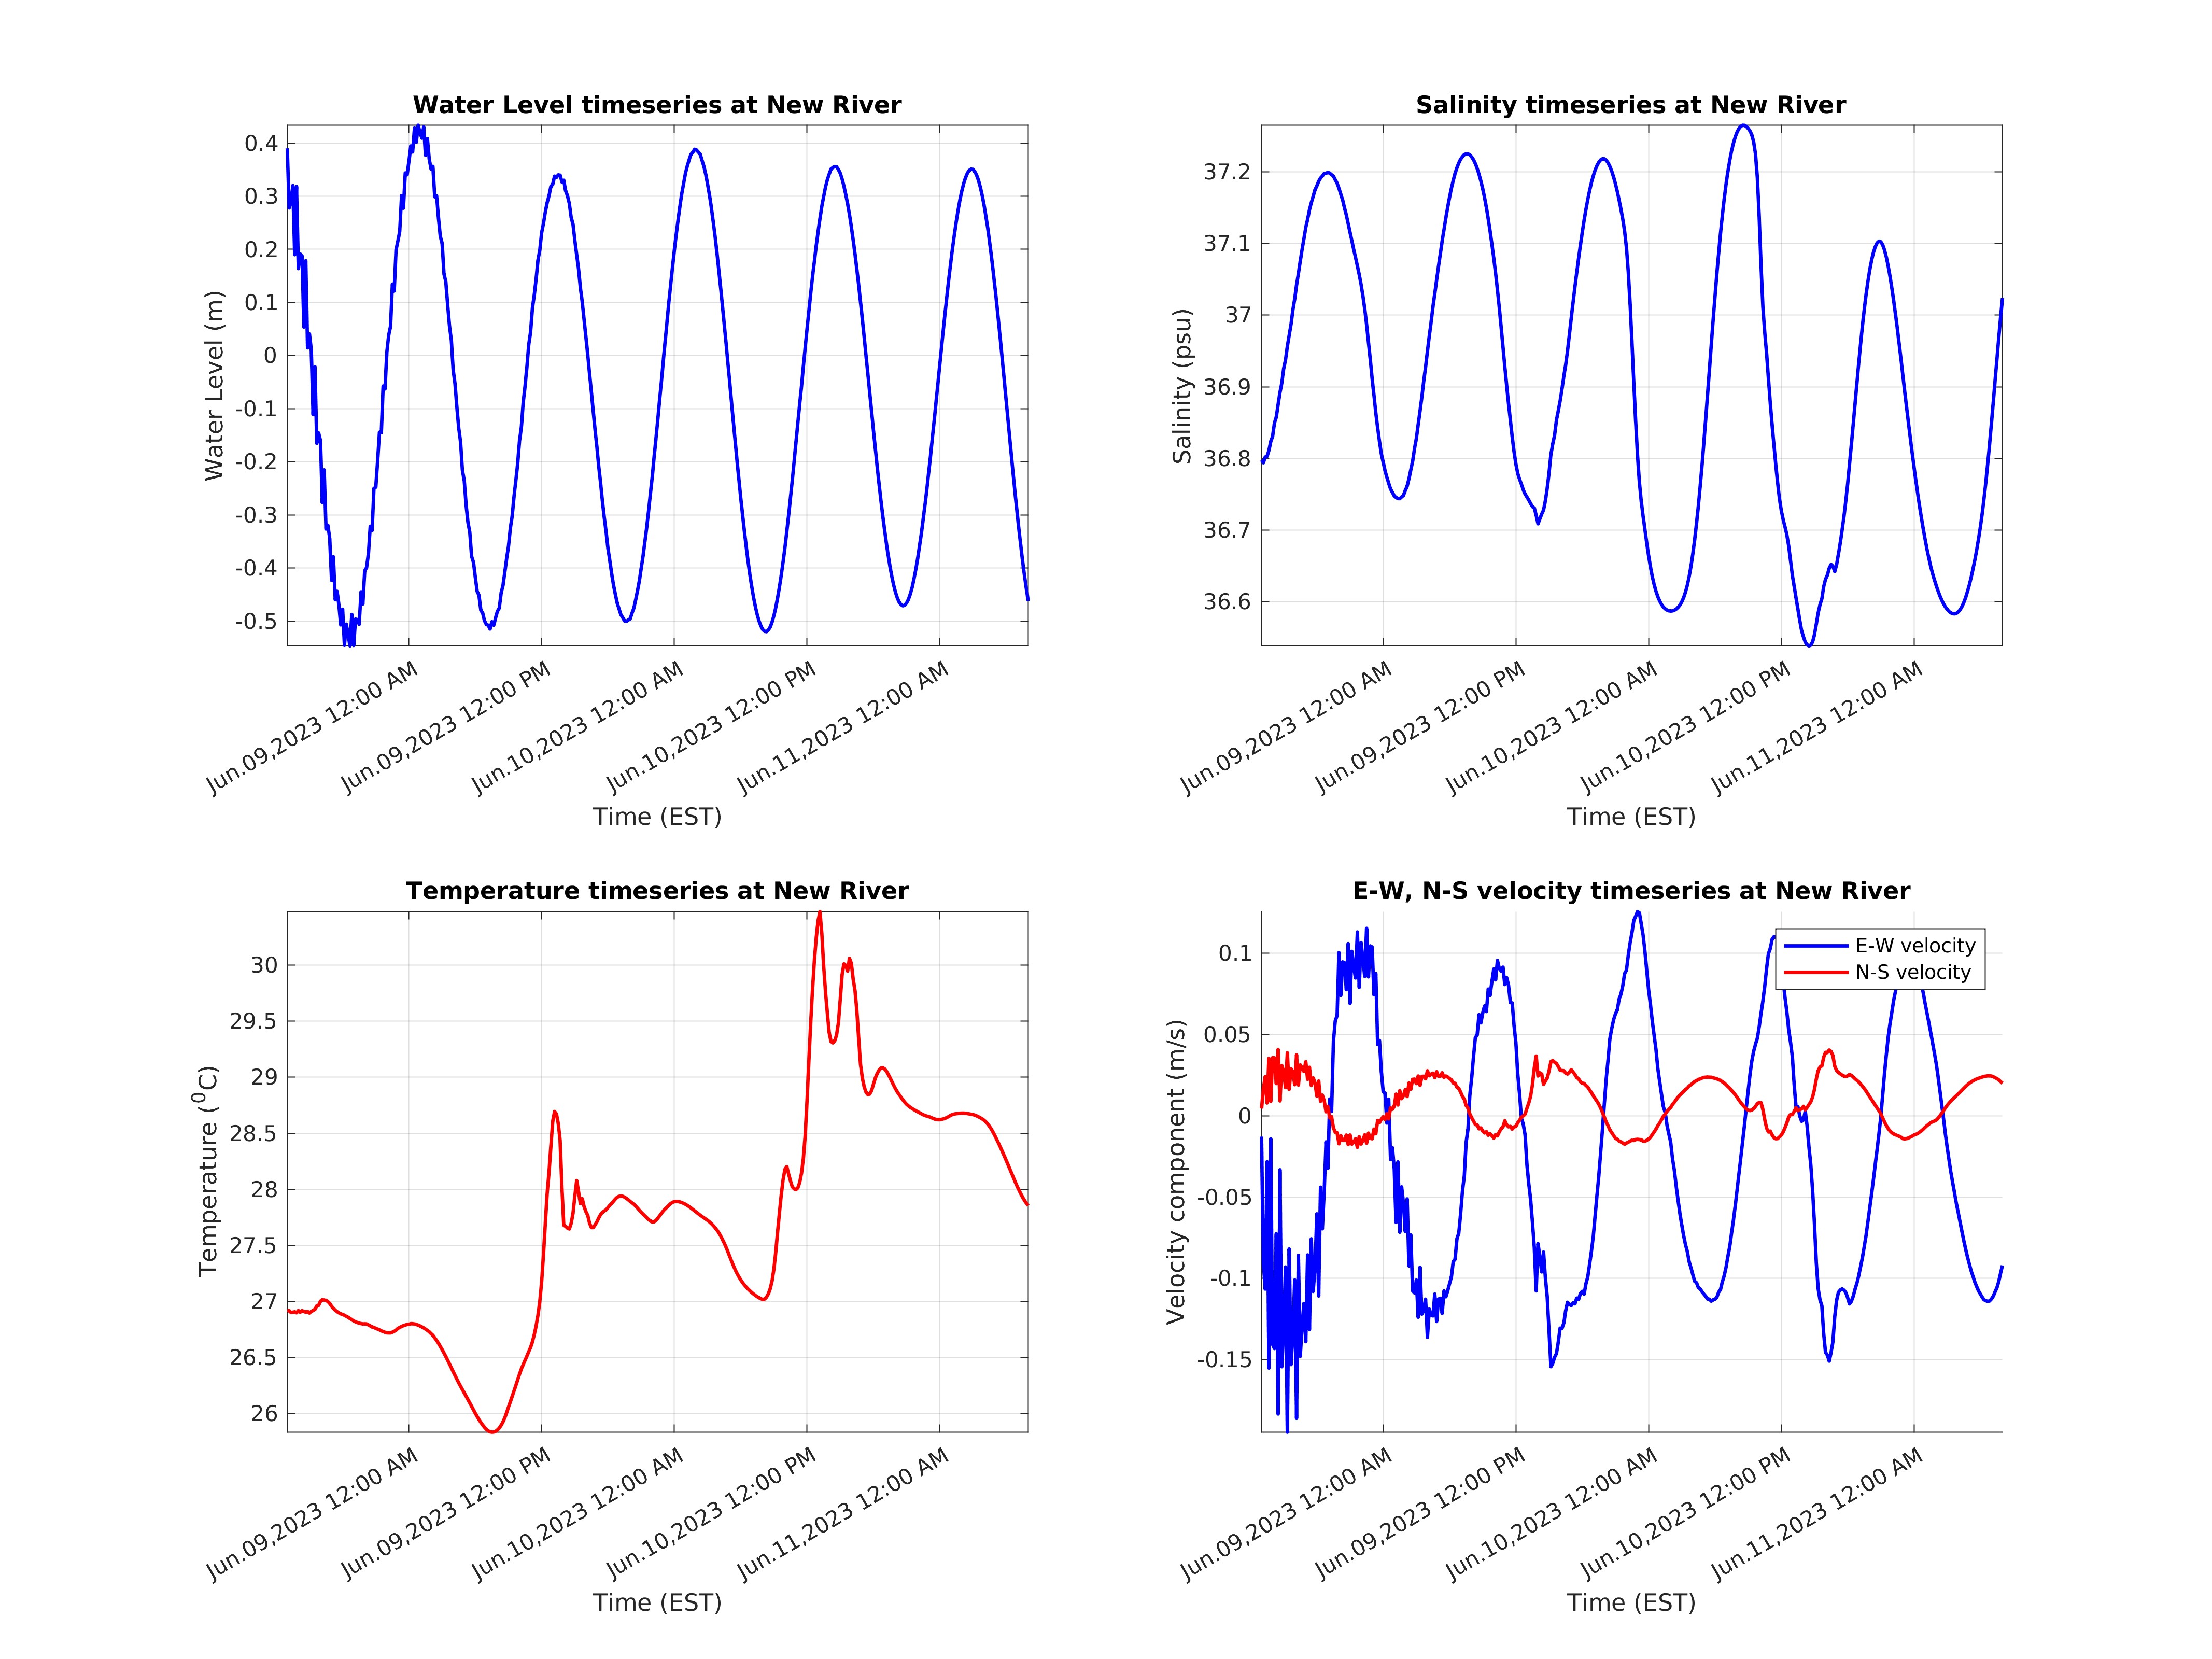 Water Level timeseries at New River
Water Level (m)
0.4
0.3
0.2
0.1
0
-0.1
-0.2
-0.3
-0.4
-0.5
Jun.09,2023 12:00 AM
Jun.09,2023 12:00 PM
Jun.10,2023 12:00 AM
Jun.10,2023 12:00 PM
Jun.11,2023 12:00 AM
Time (EST)
Salinity timeseries at New River
Salinity (psu)
37.2
37.1
37
36.9
36.8
36.7
36.6
Jun.09,2023 12:00 AM
Jun.09,2023 12:00 PM
Jun.10,2023 12:00 AM
Jun.10,2023 12:00 PM
Jun.11,2023 12:00 AM
Time (EST)
Temperature timeseries at New River
Temperature (⁰C)
30
29.5
29
28.5
28
27.5
27
26.5
26
Jun.09,2023 12:00 AM
Jun.09,2023 12:00 PM
Jun.10,2023 12:00 AM
Jun.10,2023 12:00 PM
Jun.11,2023 12:00 AM
Time (EST)
E-W, N-S velocity timeseries at New River
Velocity component (m/s)
0.1
0.05
0
-0.05
-0.1
-0.15
E-W velocity
N-S velocity
Jun.09,2023 12:00 AM
Jun.09,2023 12:00 PM
Jun.10,2023 12:00 AM
Jun.10,2023 12:00 PM
Jun.11,2023 12:00 AM
Time (EST)